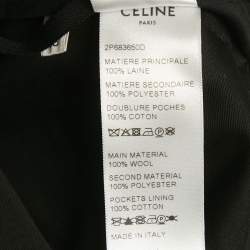 CELINE
PARIS
2P683650D
MATIERE PRINCIPALE
100% LAINE
MATIERE SECONDAIRE
100% POLYESTER
DOUBLURE POCHES
100% COTON
MAIN MATERIAL
100% WOOL
SECOND MATERIAL
100% POLYESTER
POCKETS LINING
100% COTTON
MADE IN ITALY